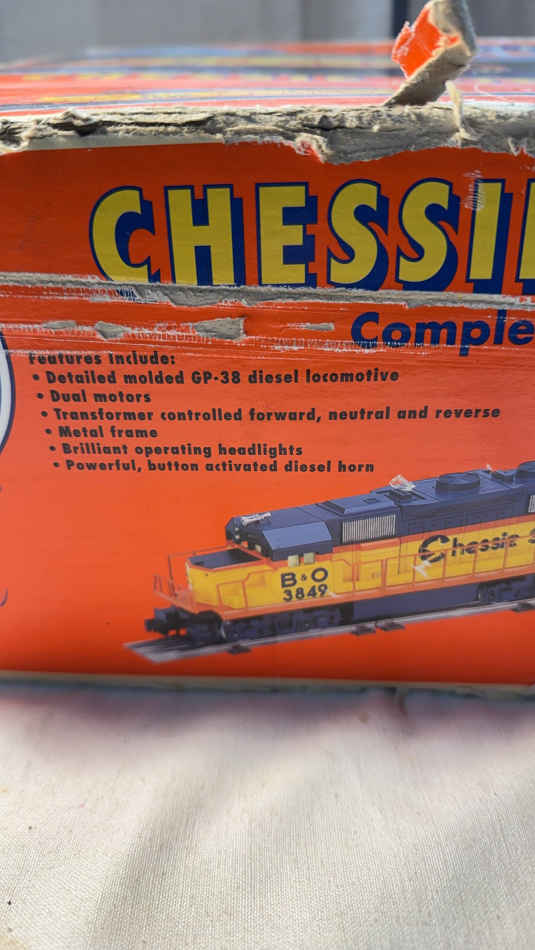 CHESSI
Comple
Features Include:
• Detailed molded GP-38 diesel locomotive
• Dual motors
• Transformer controlled forward, neutral and reverse
• Metal frame
• Brilliant operating headlights
• Powerful, button activated diesel horn
Chessie S
B&O
3849